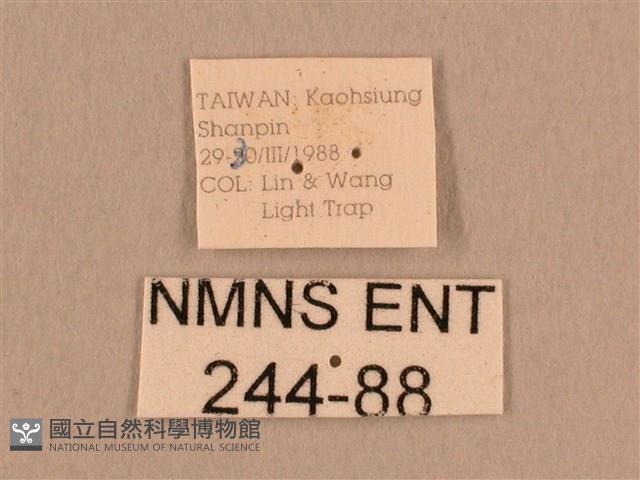 TAIWAN: Kaohsiung
Shanpin
29-30/III/1988
COL: Lin & Wang
Light Trap
NMNS ENT
244-88
國立自然科學博物館
NATIONAL MUSEUM OF NATURAL SCIENCE